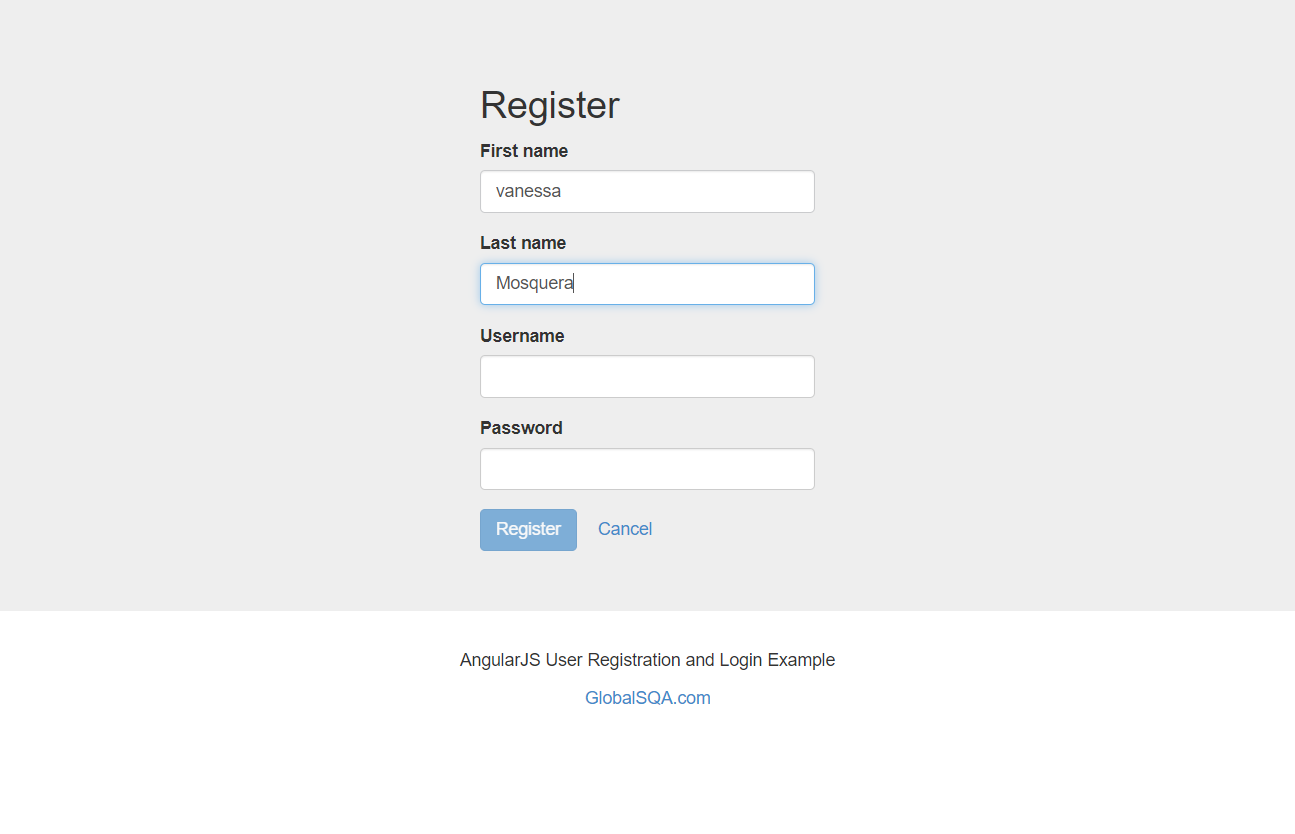 Register
First name
vanessa
Last name
Mosquera
Username
Password
Register Cancel
AngularJS User Registration and Login Example
GlobalSQA.com